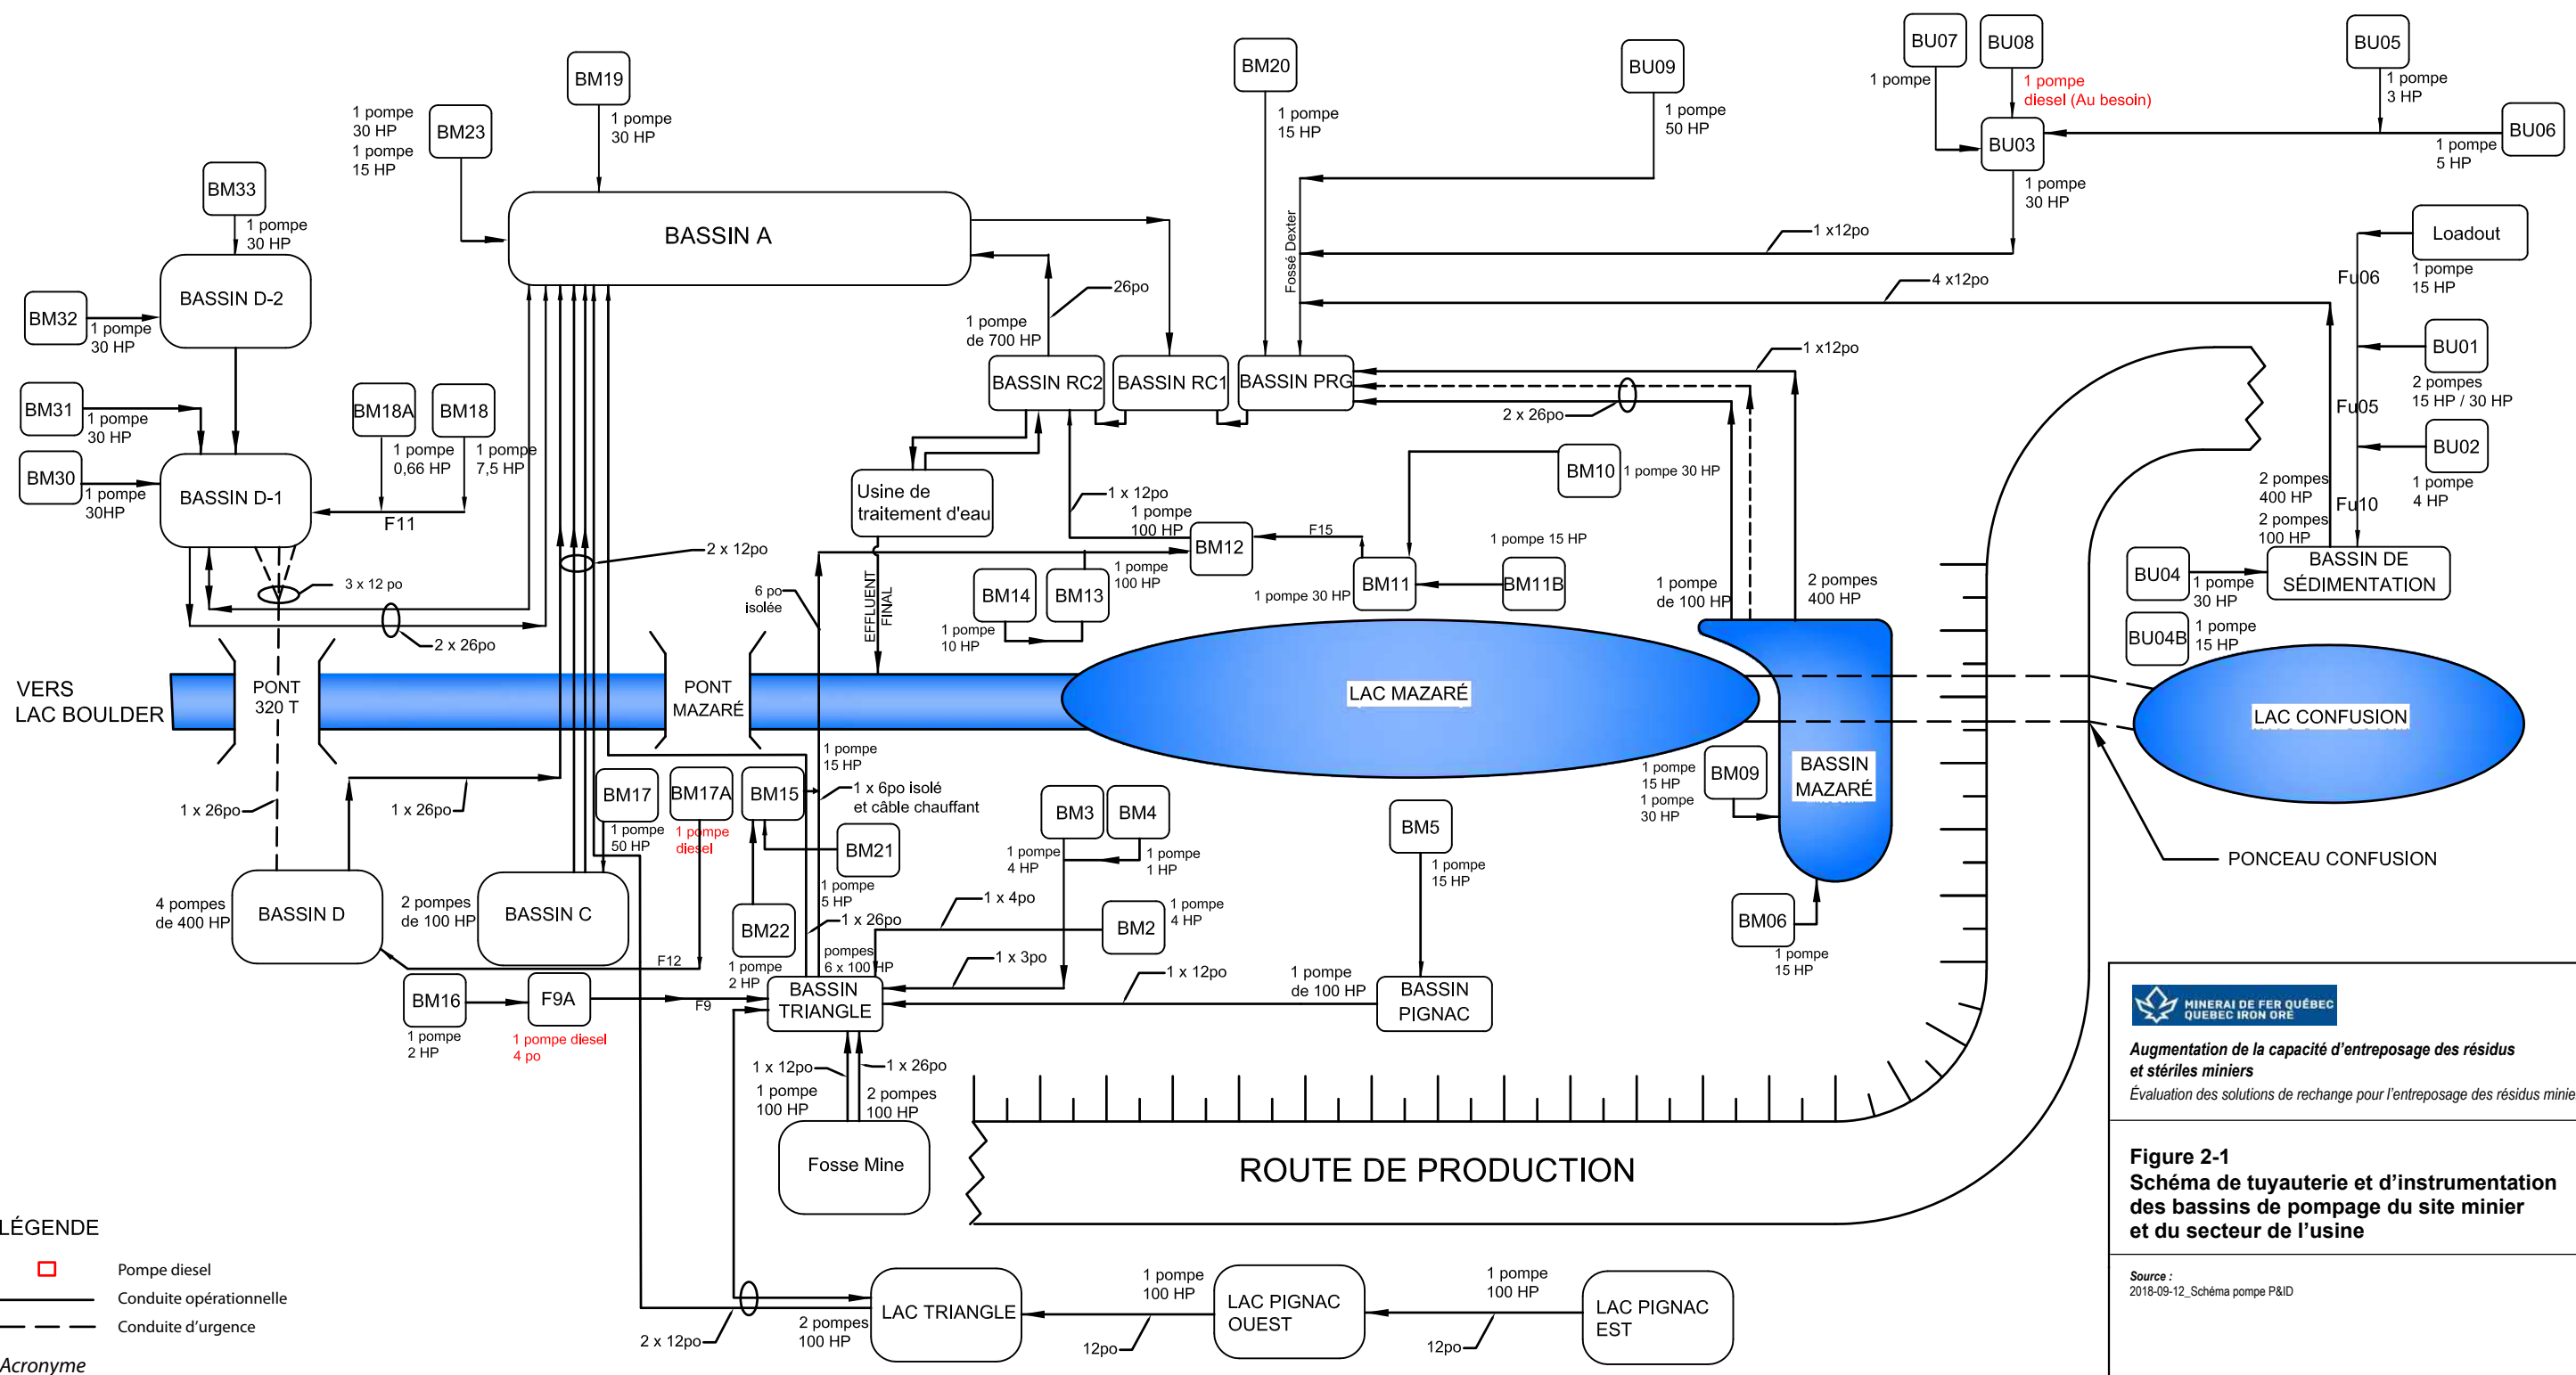 BM19
1 pompe
30 HP
1 pompe
30 HP
1 pompe
15 HP
BM23
BM20
1 pompe
15 HP
BU09
1 pompe
50 HP
BU07
1 pompe
BU08
1 pompe
diesel (Au besoin)
BU05
1 pompe
3 HP
BU06
1 pompe
5 HP
BU03
1 pompe
30 HP
BM33
1 pompe
30 HP
BASSIN A
BASSIN D-2
BM32
1 pompe
30 HP
Fossé Dexter
1 x12po
4 x12po
Loadout
1 pompe
15 HP
Fu06
BU01
2 pompes
15 HP / 30 HP
Fu05
BU02
1 pompe
4 HP
Fu10
26po
1 pompe
de 700 HP
BASSIN RC2
BASSIN RC1
BASSIN PRG
1 x12po
2 x 26po
BM31
1 pompe
30 HP
BM18A
1 pompe
0,66 HP
BM18
1 pompe
7,5 HP
BM30
1 pompe
30HP
BASSIN D-1
F11
Usine de
traitement d'eau
1 x 12po
1 pompe
100 HP
BM12
F15
BM10
1 pompe 30 HP
1 pompe 15 HP
BM11
BM11B
1 pompe 30 HP
2 pompes
400 HP
2 pompes
100 HP
BASSIN DE
SÉDIMENTATION
BU04
1 pompe
30 HP
BU04B
1 pompe
15 HP
2 x 12po
3 x 12 po
2 x 26po
6 po
isolée
EFFLUENT
FINAL
BM14
BM13
1 pompe
100 HP
1 pompe
10 HP
1 pompe
de 100 HP
2 pompes
400 HP
VERS
LAC BOULDER
PONT
320 T
PONT
MAZARÉ
LAC MAZARÉ
LAC CONFUSION
BASSIN
MAZARÉ
PONCEAU CONFUSION
1 pompe
15 HP
1 pompe
30 HP
BM09
BM06
1 pompe
15 HP
1 x 26po
1 x 26po
BM17
1 pompe
50 HP
BM17A
1 pompe
diesel
BM15
1 pompe
15 HP
1 x 6po isolé
et câble chauffant
BM21
1 pompe
5 HP
BM22
1 pompe
2 HP
BM3
1 pompe
4 HP
BM4
1 pompe
1 HP
BM5
1 pompe
15 HP
4 pompes
de 400 HP
BASSIN D
2 pompes
de 100 HP
BASSIN C
1 x 26po
1 x 4po
BM2
1 pompe
4 HP
pompes
6 x 100 HP
1 x 3po
1 x 12po
1 pompe
de 100 HP
BASSIN
PIGNAC
F12
BM16
1 pompe
2 HP
F9A
1 pompe diesel
4 po
F9
BASSIN
TRIANGLE
1 x 12po
1 pompe
100 HP
1 x 26po
2 pompes
100 HP
Fosse Mine
ROUTE DE PRODUCTION
2 x 12po
2 pompes
100 HP
LAC TRIANGLE
1 pompe
100 HP
12po
LAC PIGNAC
OUEST
1 pompe
100 HP
12po
LAC PIGNAC
EST
LÉGENDE
Pompe diesel
Conduite opérationnelle
Conduite d’urgence
Acronyme
MINERAI DE FER QUÉBEC
QUEBEC IRON ORE
Augmentation de la capacité d’entreposage des résidus
et stériles miniers
Évaluation des solutions de rechange pour l’entreposage des résidus minie
Figure 2-1
Schéma de tuyauterie et d’instrumentation
des bassins de pompage du site minier
et du secteur de l’usine
Source :
2018-09-12_Schéma pompe P&ID